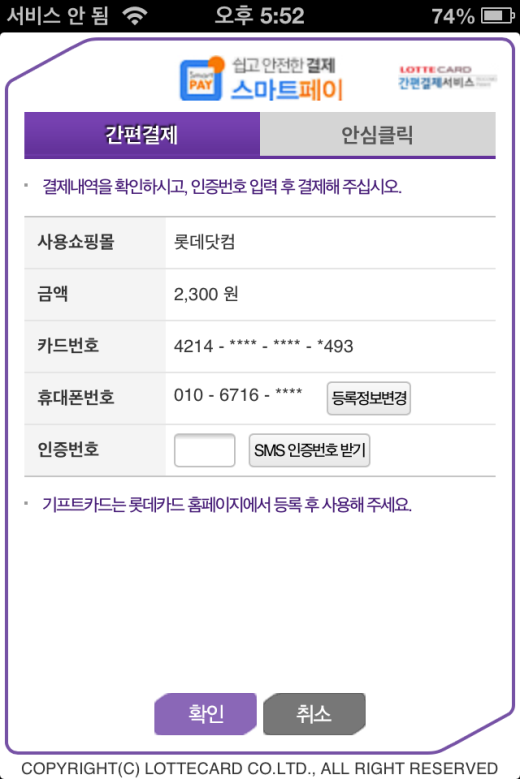 서비스 안 됨 오후 5:52 74%
Smart PAY 쉽고 안전한 결제 스마트페이
LOTTE CARD 간편결제서비스
간편결제 안심클릭
결제내역을 확인하시고, 인증번호 입력 후 결제해 주십시오.
사용쇼핑몰 롯데닷컴
금액 2,300 원
카드번호 4214 - **** - **** - *493
휴대폰번호 010 - 6716 - **** 등록정보변경
인증번호 SMS 인증번호 받기
기프트카드는 롯데카드 홈페이지에서 등록 후 사용해 주세요.
확인 취소
COPYRIGHT(C) LOTTECARD CO.LTD., ALL RIGHT RESERVED